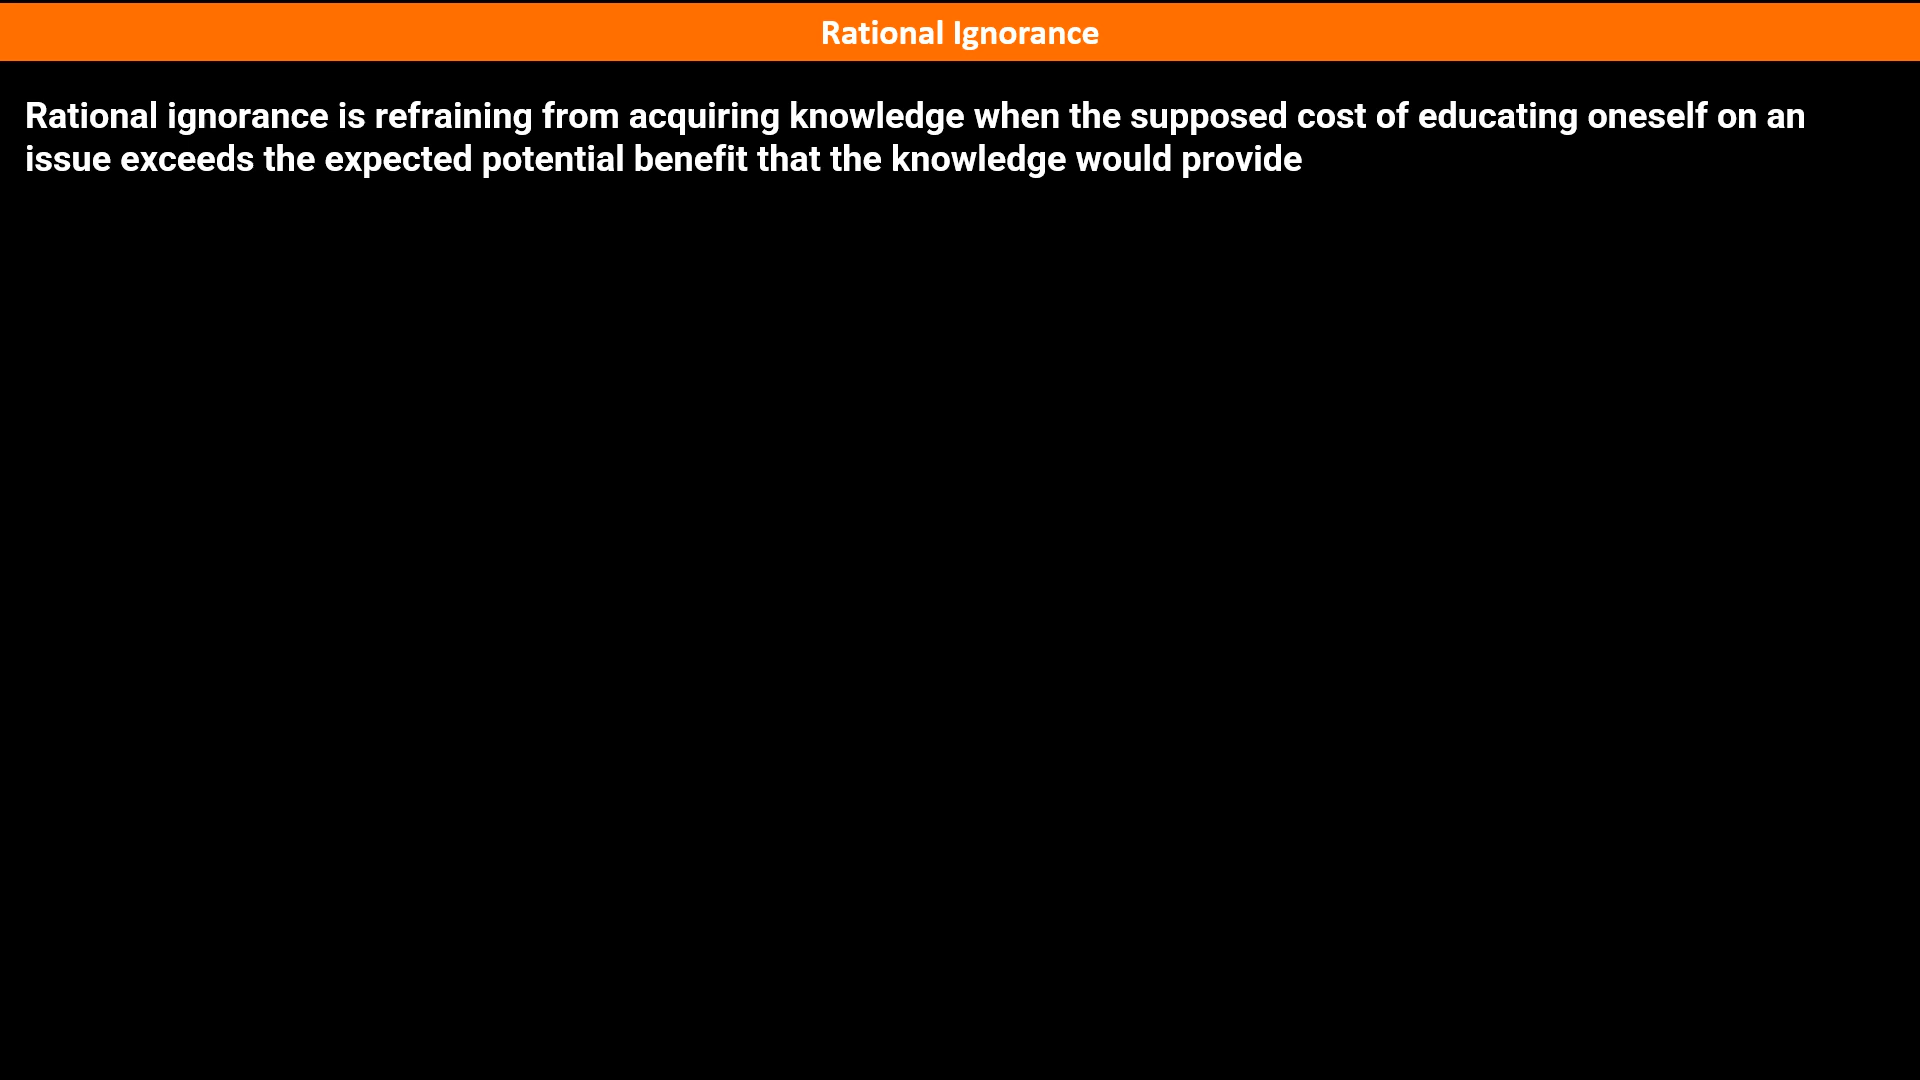 Rational Ignorance
Rational ignorance is refraining from acquiring knowledge when the supposed cost of educating oneself on an
issue exceeds the expected potential benefit that the knowledge would provide